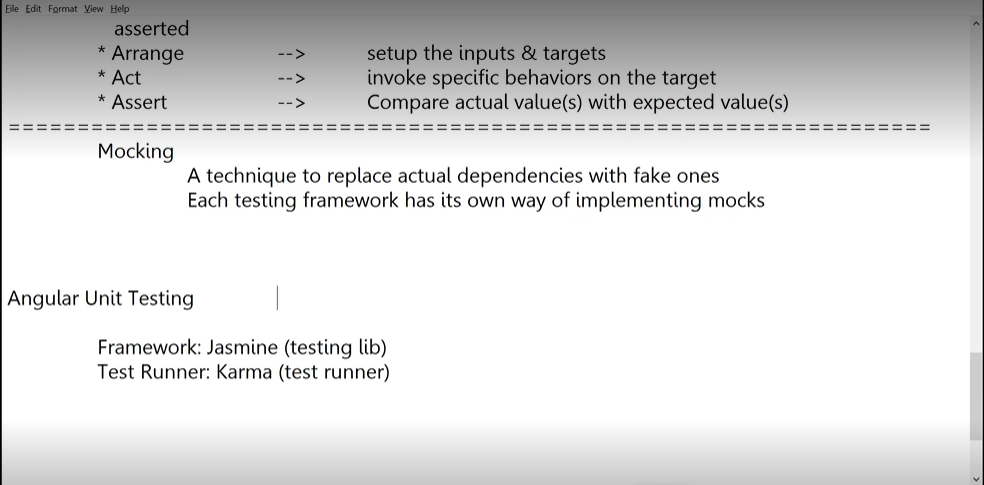 File Edit Format View Help
asserted
* Arrange --> setup the inputs & targets
* Act --> invoke specific behaviors on the target
* Assert --> Compare actual value(s) with expected value(s)
===================================================================
Mocking
A technique to replace actual dependencies with fake ones
Each testing framework has its own way of implementing mocks
Angular Unit Testing
Framework: Jasmine (testing lib)
Test Runner: Karma (test runner)